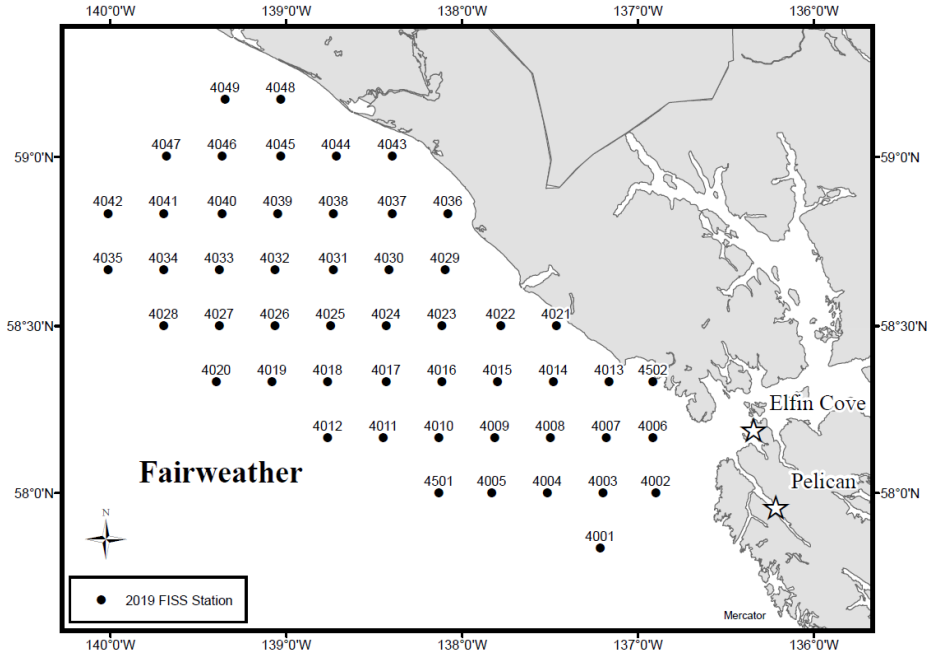 140°0'W 139°0'W 138°0'W 137°0'W 136°0'W
4049 4048
59°0'N 4047 4046 4045 4044 4043 59°0'N
4042 4041 4040 4039 4038 4037 4036
4035 4034 4033 4032 4031 4030 4029
58°30'N 4028 4027 4026 4025 4024 4023 4022 4021 58°30'N
4020 4019 4018 4017 4016 4015 4014 4013 4502
Elfin Cove
4012 4011 4010 4009 4008 4007 4006
Fairweather
Pelican
58°0'N 4501 4005 4004 4003 4002 58°0'N
N
4001
2019 FISS Station
Mercator
140°0'W 139°0'W 138°0'W 137°0'W 136°0'W